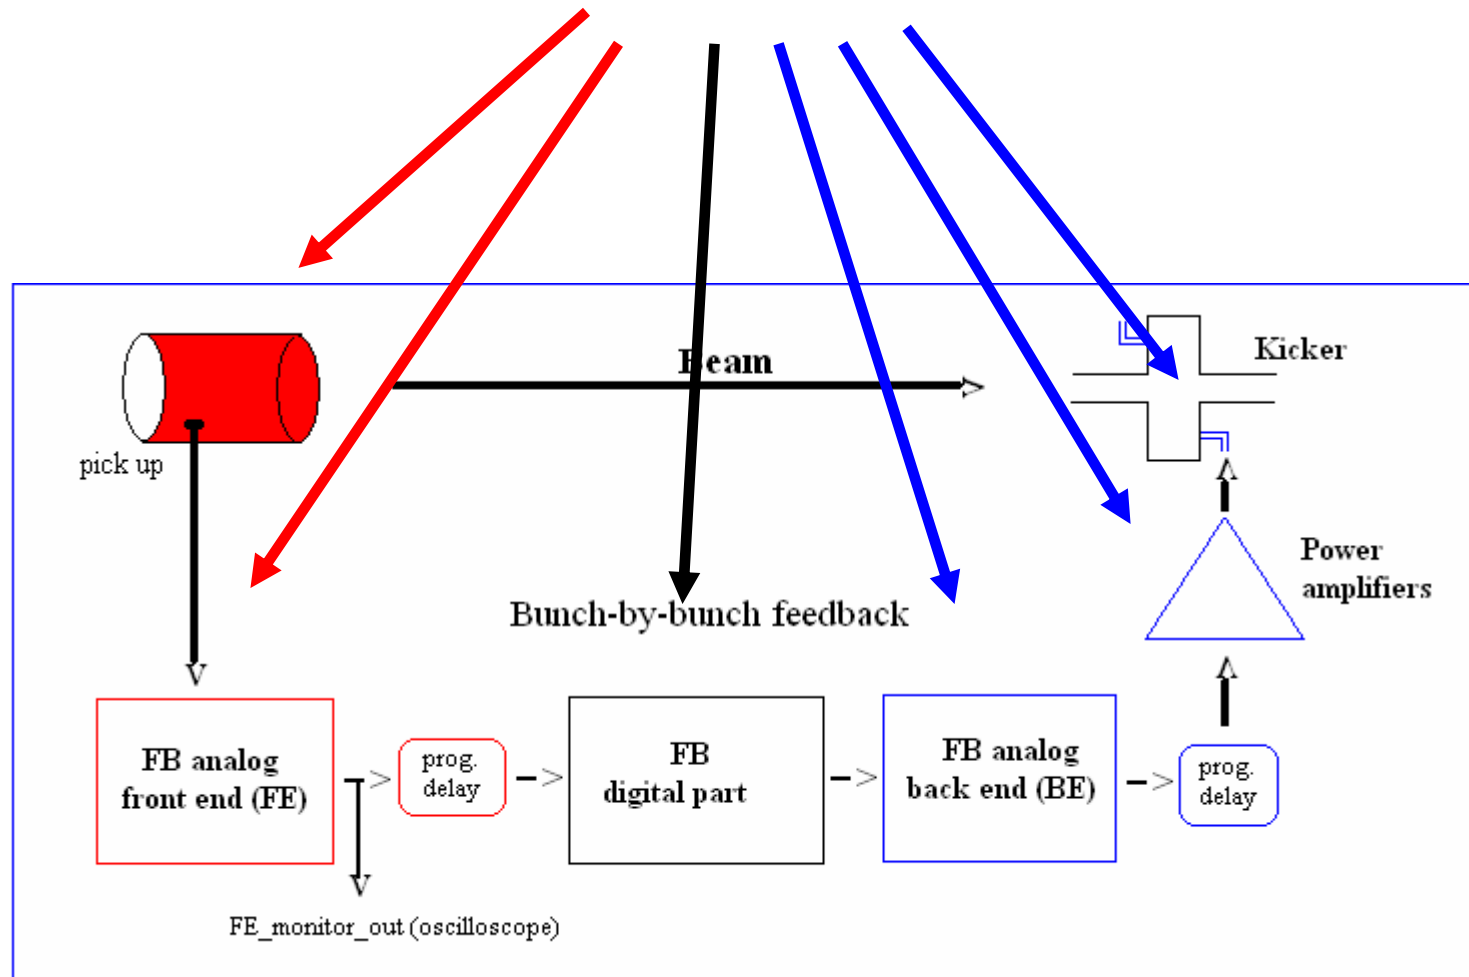 Beam
Kicker
pick up
Power
amplifiers
Bunch-by-bunch feedback
FB analog
front end (FE)
prog.
delay
FB
digital part
FB analog
back end (BE)
prog.
delay
FE_monitor_out (oscilloscope)